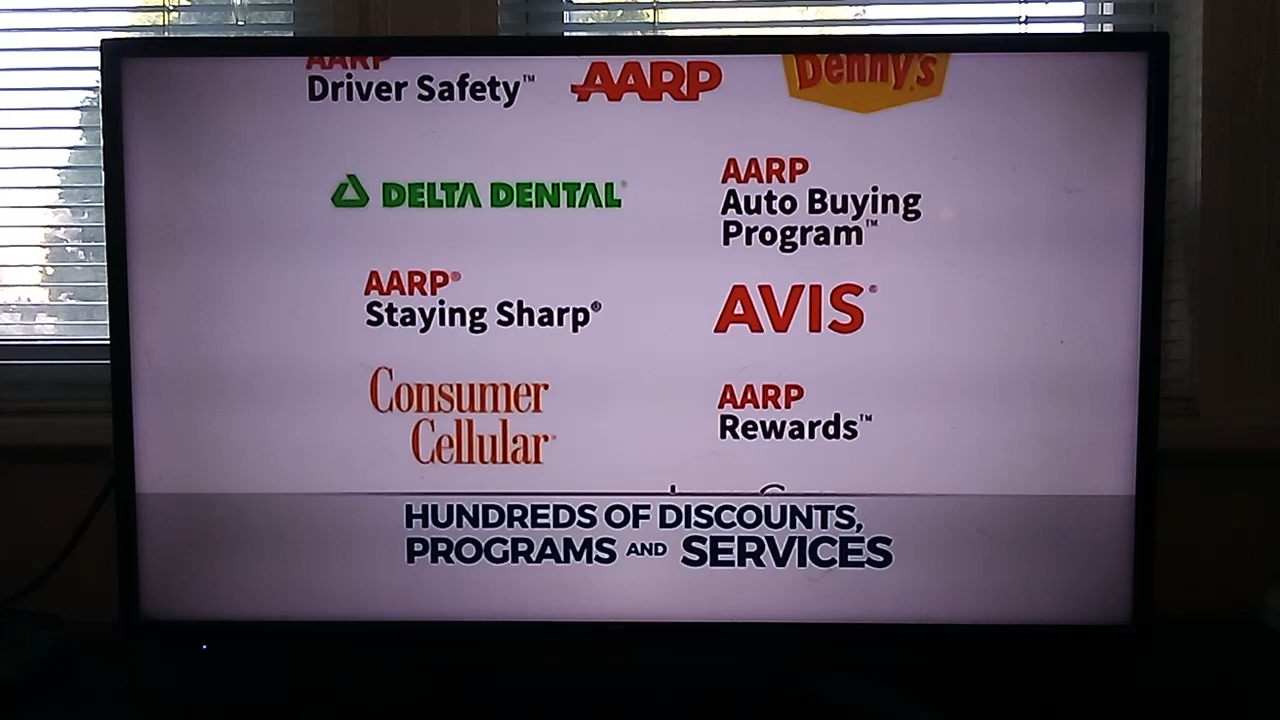 AARP
Driver Safety™
AARP
Denny's
DELTA DENTAL®
AARP
Auto Buying
Program™
AARP®
Staying Sharp®
AVIS®
Consumer
Cellular®
AARP
Rewards™
HUNDREDS OF DISCOUNTS,
PROGRAMS AND SERVICES